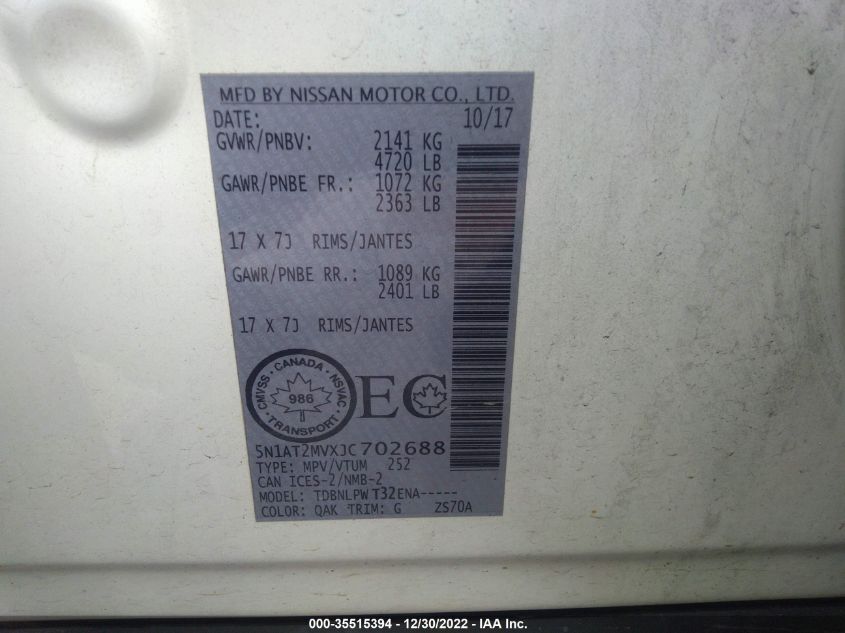 MFD BY NISSAN MOTOR CO., LTD.
DATE: 10/17
GVWR/PNBV: 2141 KG
4720 LB
GAWR/PNBE FR.: 1072 KG
2363 LB
17 X 7J RIMS/JANTES
GAWR/PNBE RR.: 1089 KG
2401 LB
17 X 7J RIMS/JANTES
CMVSS · CANADA · NSVAC · TRANSPORT ·
986
EC
5N1AT2MVXJC702688
TYPE: MPV/VTUM 252
CAN ICES-2/NMB-2
MODEL: TDBNLPW T32ENA-----
COLOR: QAK TRIM: G ZS70A
000-35515394 - 12/30/2022 - IAA Inc.